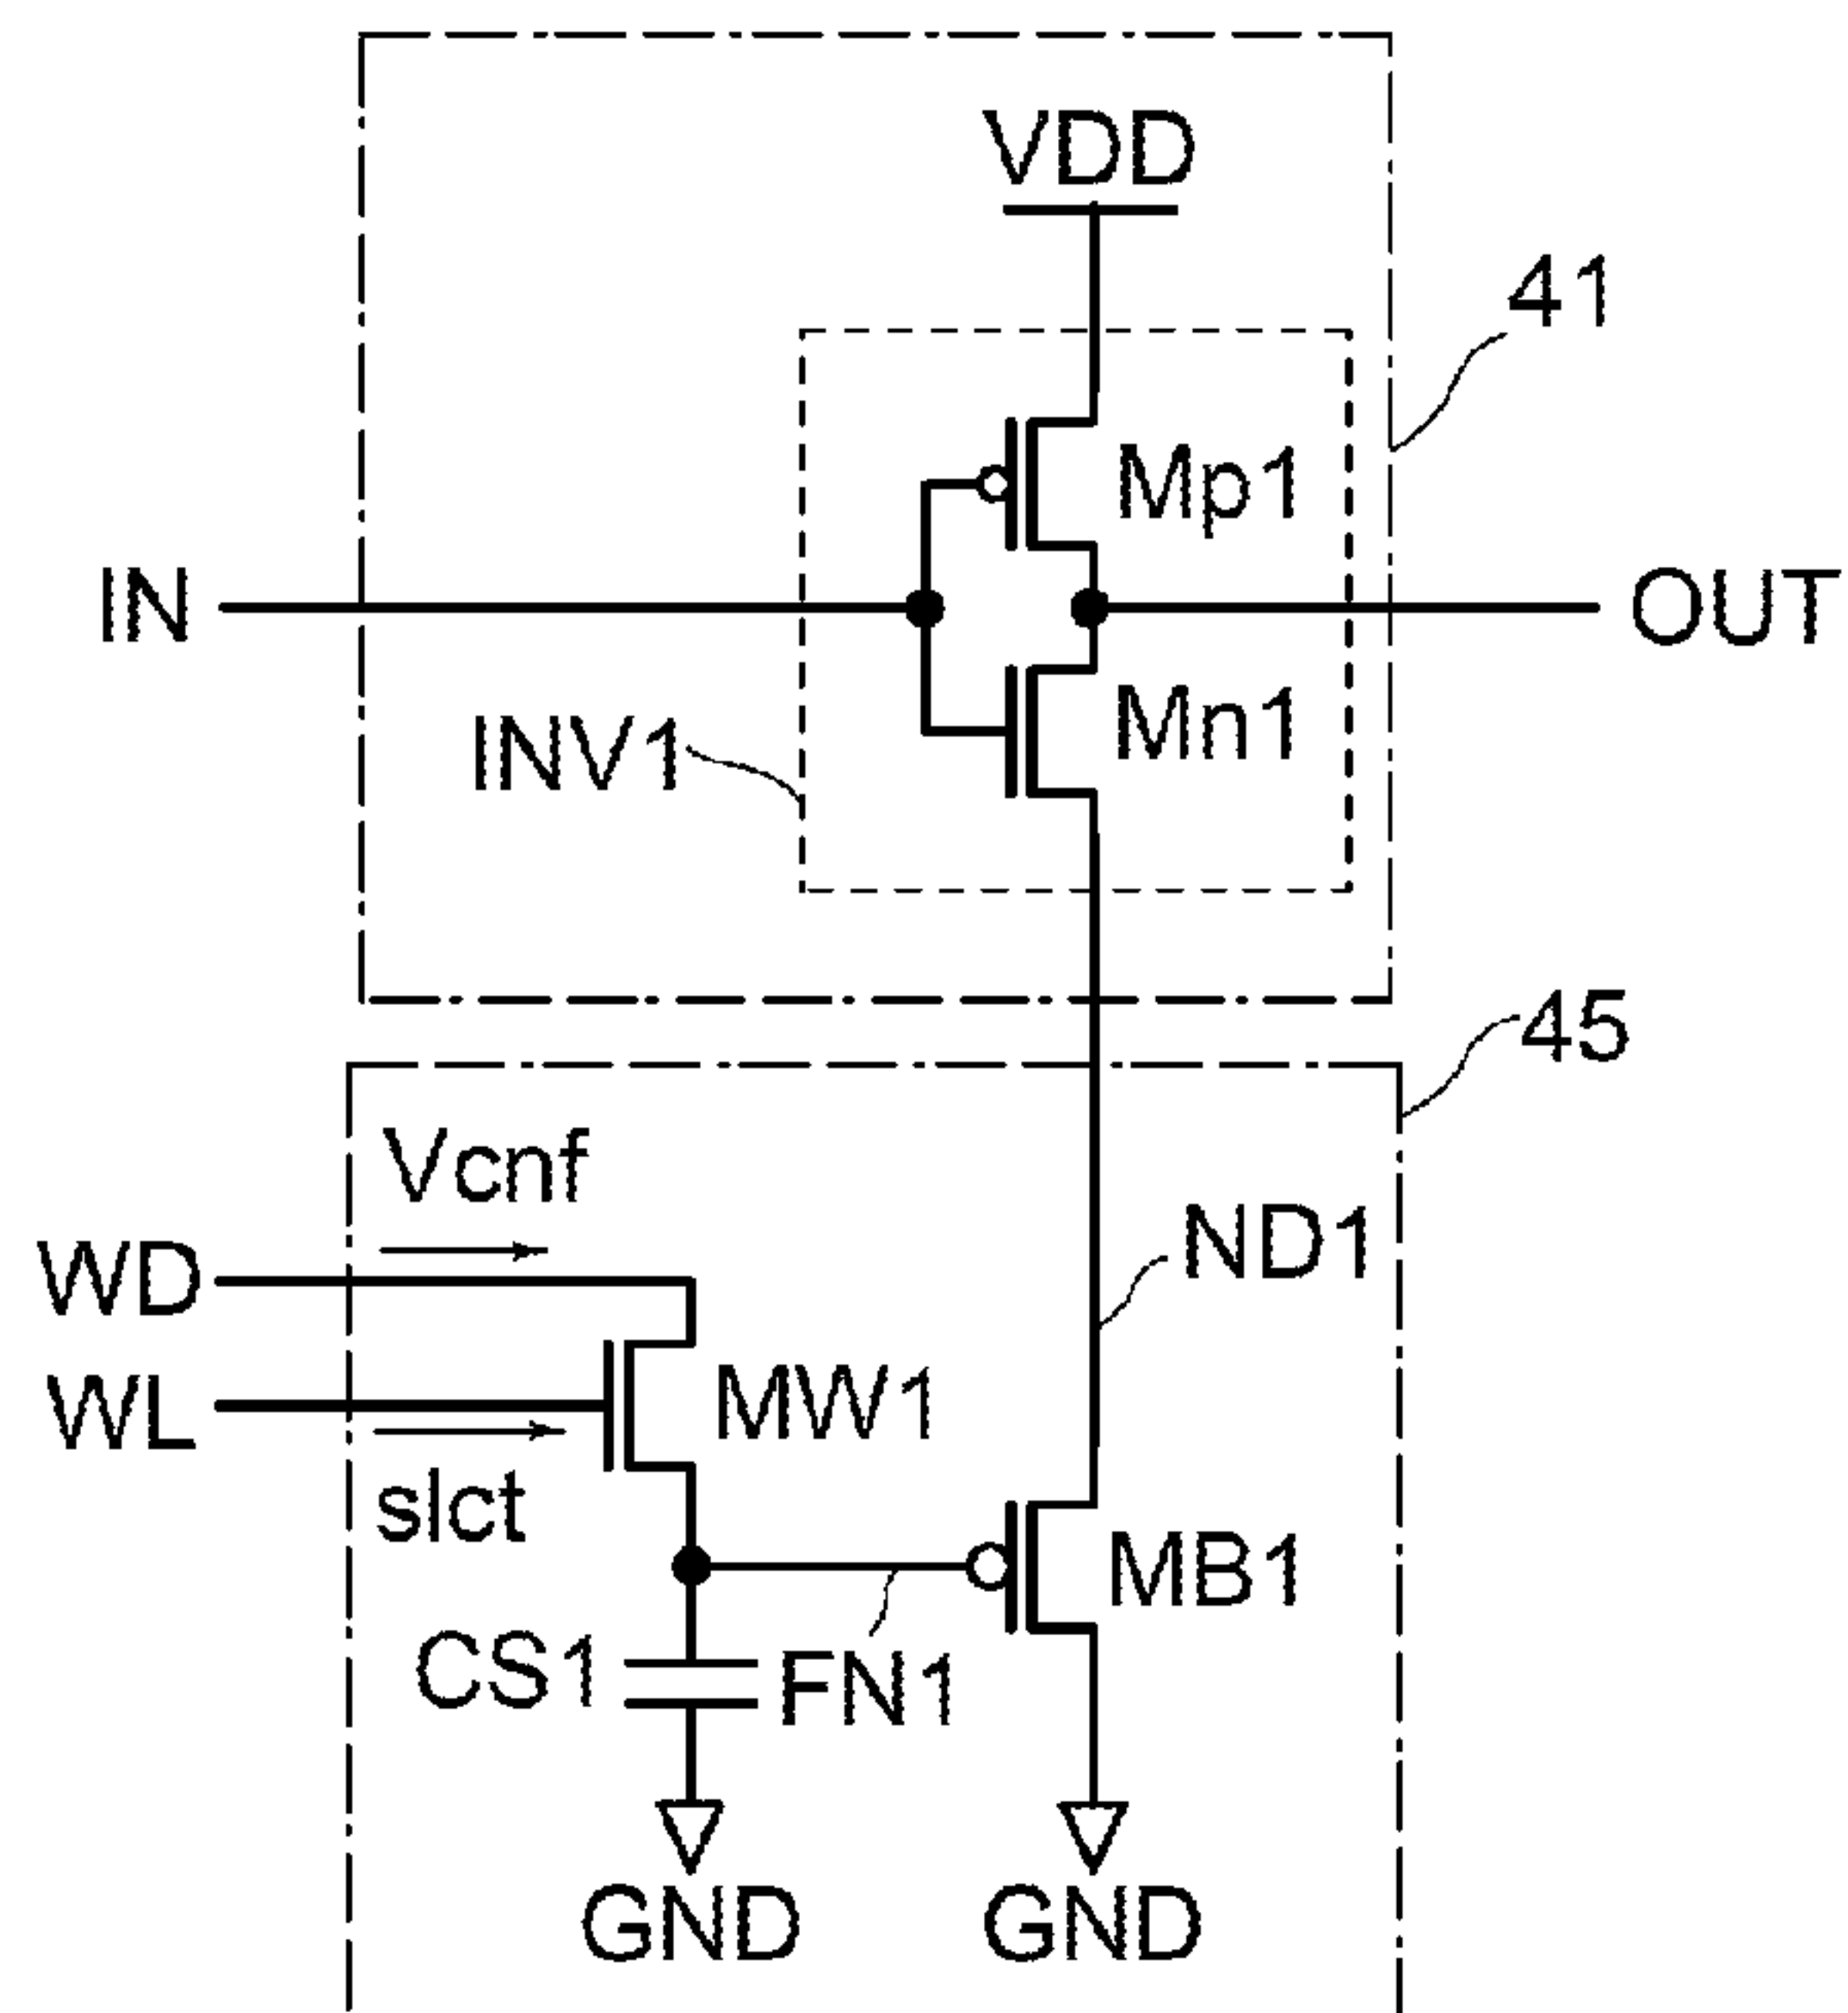 VDD
41
Mp1
IN
OUT
Mn1
INV1
45
Vcnf
ND1
WD
MW1
WL
slct
MB1
CS1
FN1
GND
GND